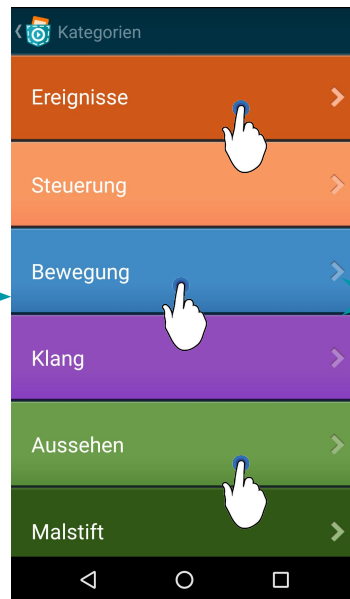 Kategorien
Ereignisse
Steuerung
Bewegung
Klang
Aussehen
Malstift